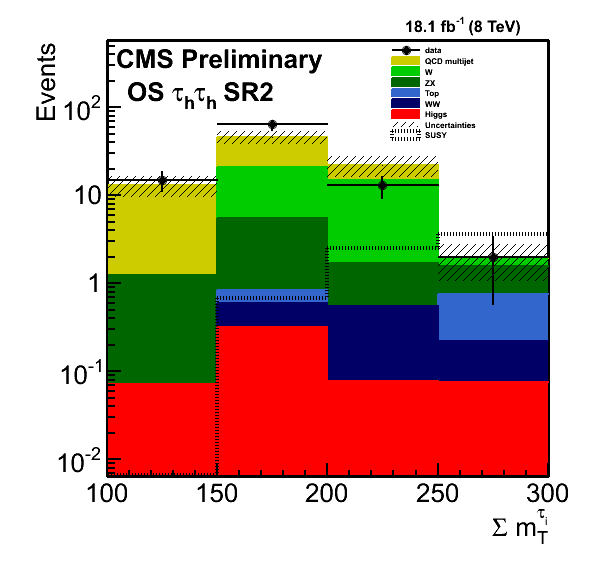 18.1 fb⁻¹ (8 TeV)
CMS Preliminary
OS τhτh SR2
data
QCD multijet
W
ZX
Top
WW
Higgs
Uncertainties
SUSY
Events
10²
10
1
10⁻¹
10⁻²
100 150 200 250 300
Σ m_T^{τ_i}